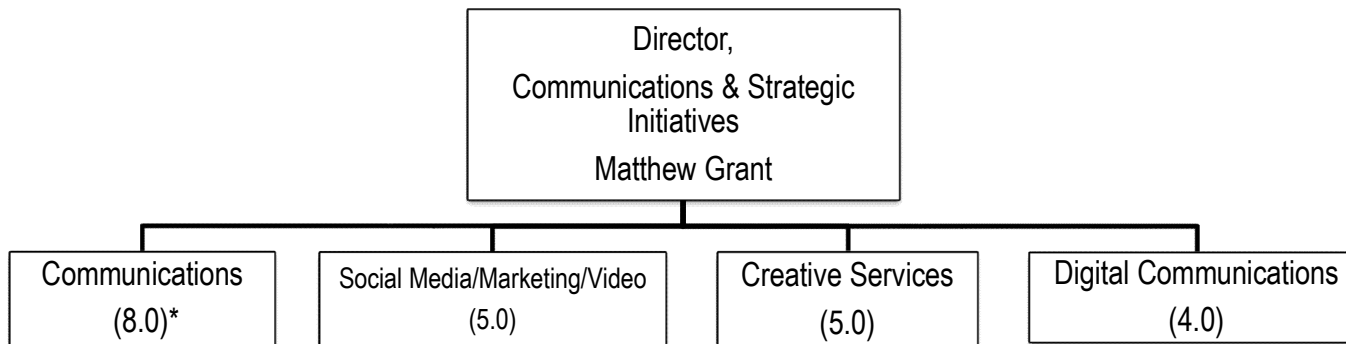 Director,
Communications & Strategic
Initiatives
Matthew Grant
Communications
(8.0)*
Social Media/Marketing/Video
(5.0)
Creative Services
(5.0)
Digital Communications
(4.0)